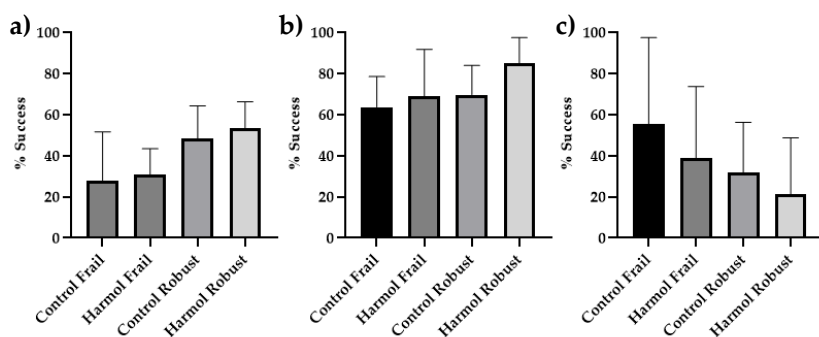 a)
% Success
100
80
60
40
20
0
Control Frail
Harmol Frail
Control Robust
Harmol Robust
b)
% Success
100
80
60
40
20
0
Control Frail
Harmol Frail
Control Robust
Harmol Robust
c)
% Success
100
80
60
40
20
0
Control Frail
Harmol Frail
Control Robust
Harmol Robust